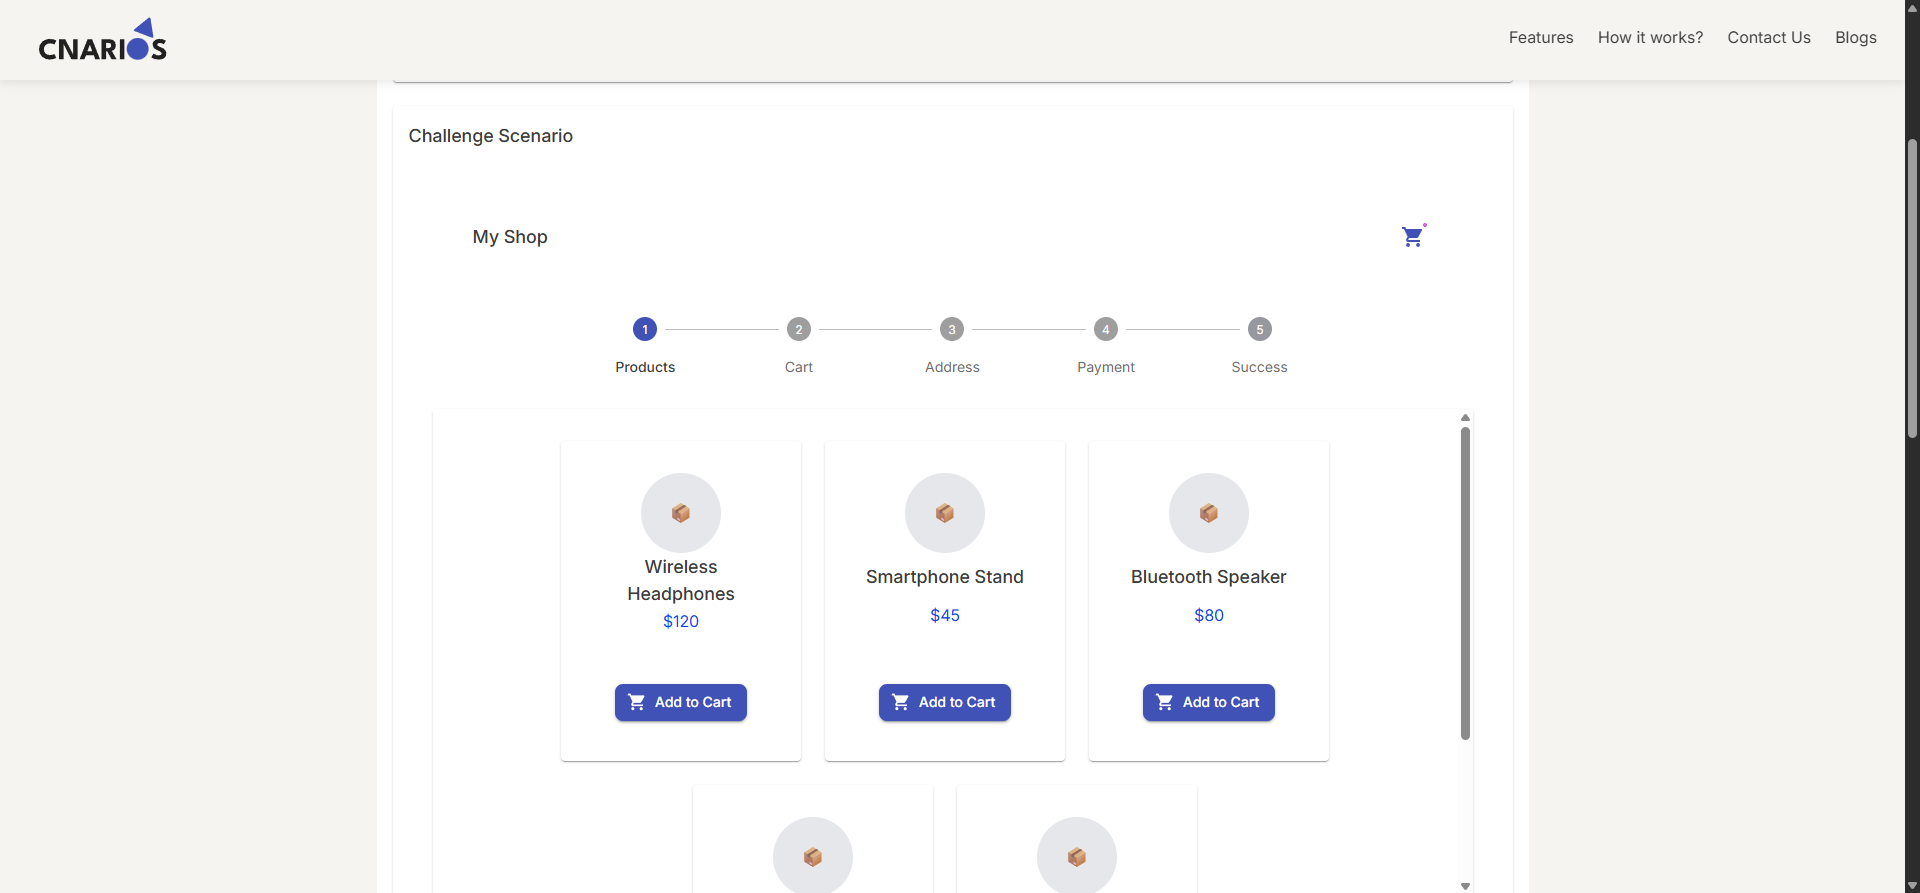 CNARIOS
Features How it works? Contact Us Blogs
Challenge Scenario
My Shop
1 2 3 4 5
Products Cart Address Payment Success
Wireless
Headphones
$120
Add to Cart
Smartphone Stand
$45
Add to Cart
Bluetooth Speaker
$80
Add to Cart